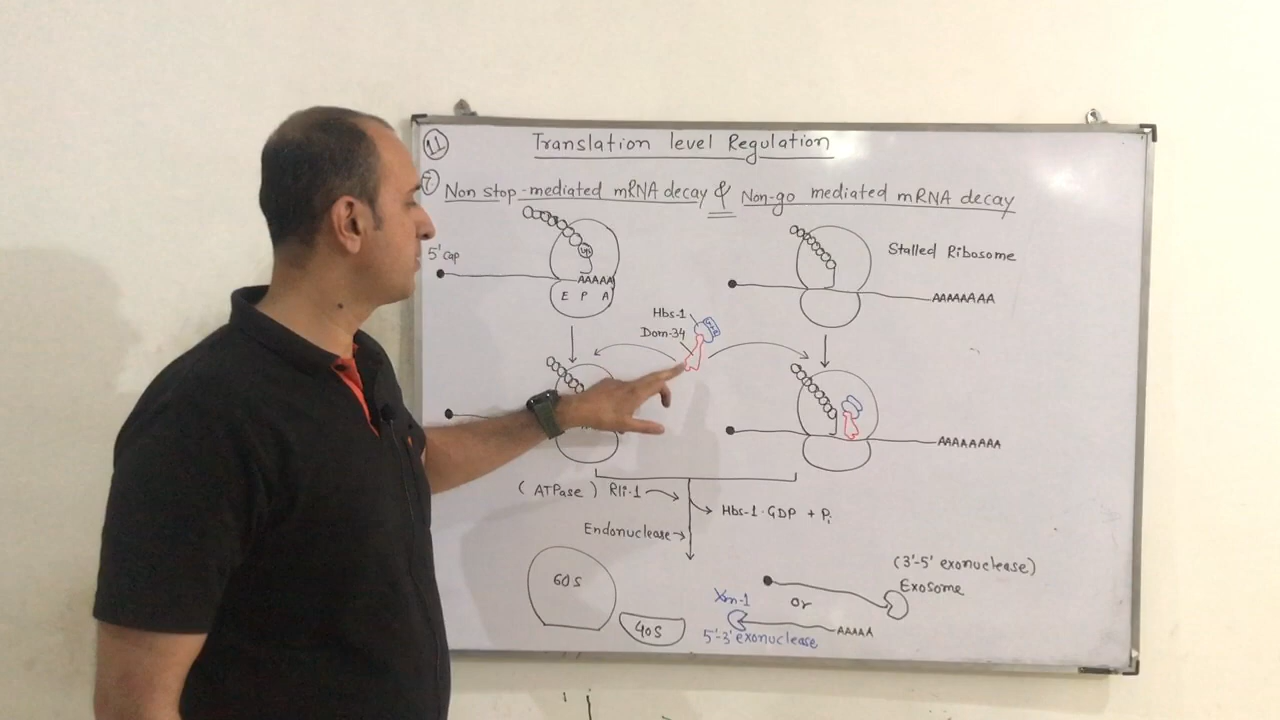 11
Translation level Regulation
7
Non stop-mediated mRNA decay & Non-go mediated mRNA decay
5' cap
Lys
AAAAA
E P A
Stalled Ribosome
AAAAAAA
Hbs-1
Dom-34
AAAAAAAA
(ATPase) Rli-1
Hbs-1·GDP + Pi
Endonuclease
60S
40S
(3'-5' exonuclease)
Exosome
or
Xrn-1
AAAAA
5'-3' exonuclease